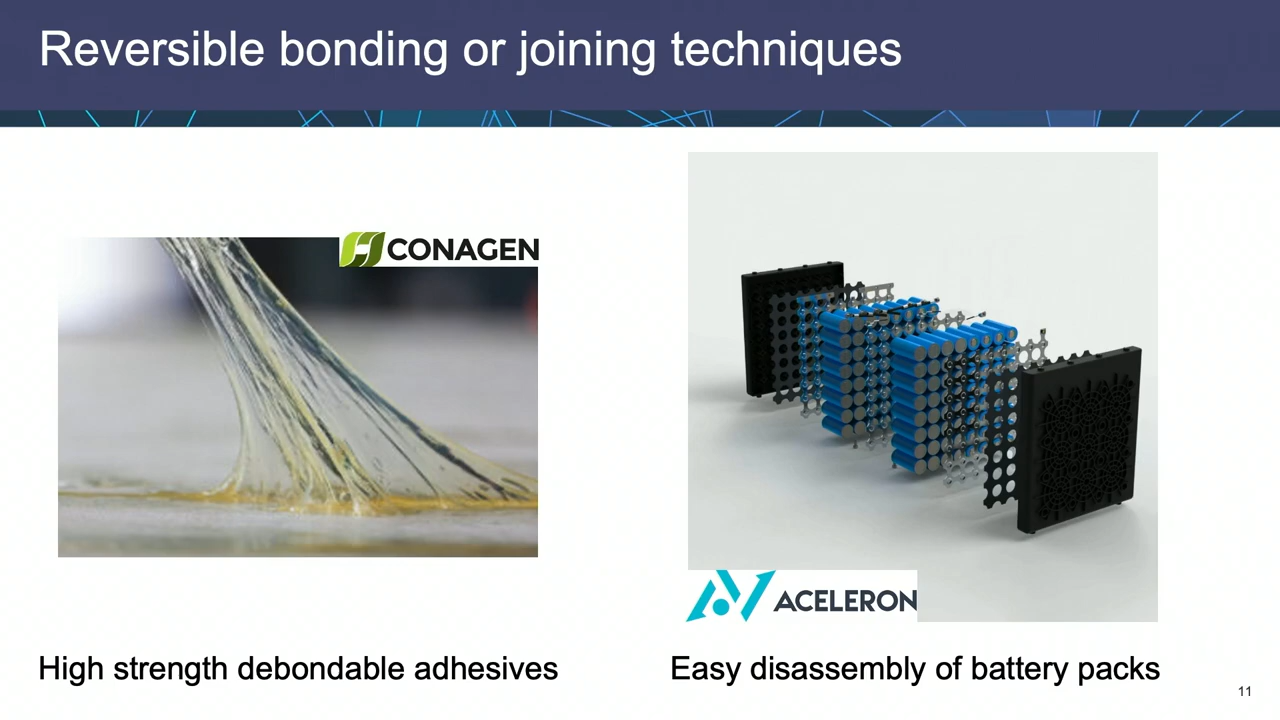 Reversible bonding or joining techniques
CONAGEN
ACELERON
High strength debondable adhesives
Easy disassembly of battery packs
11